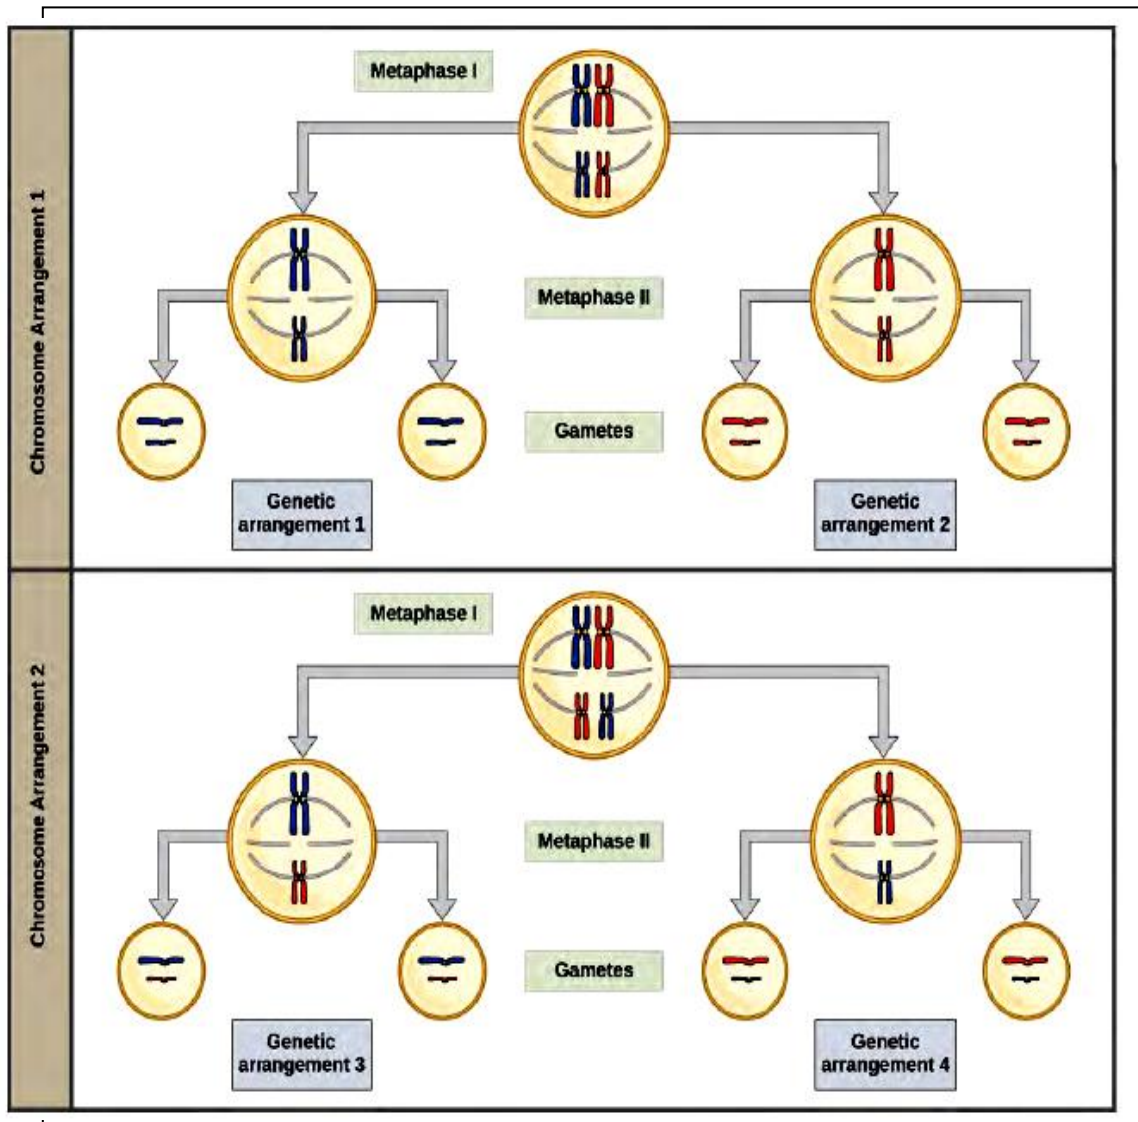 Chromosome Arrangement 1
Metaphase I
Metaphase II
Gametes
Genetic
arrangement 1
Genetic
arrangement 2
Chromosome Arrangement 2
Metaphase I
Metaphase II
Gametes
Genetic
arrangement 3
Genetic
arrangement 4